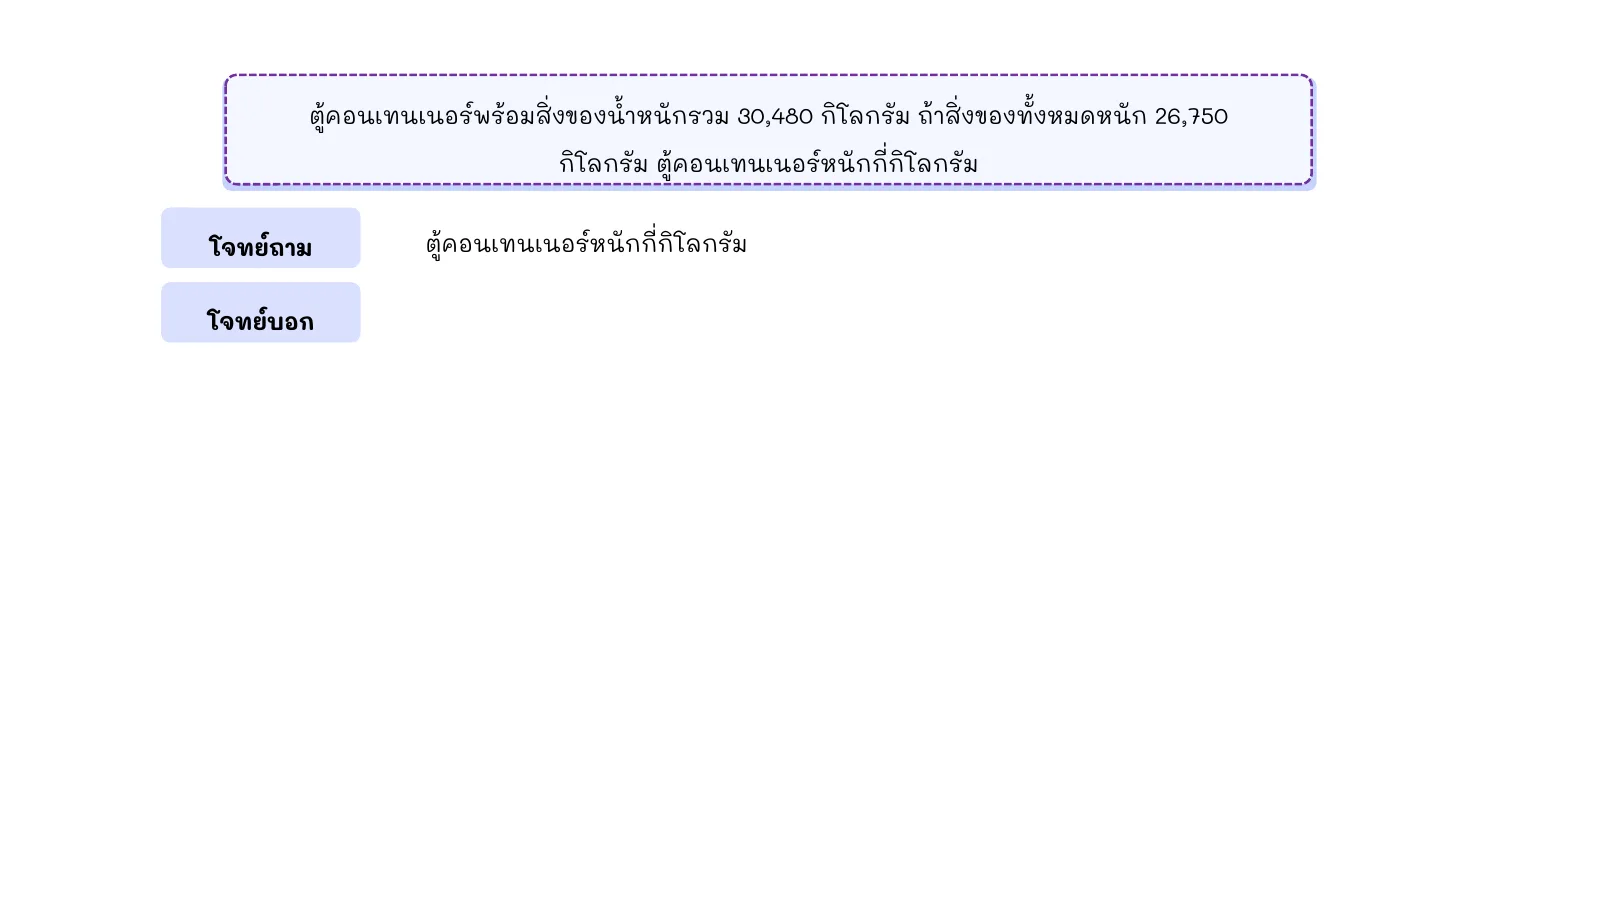 ตู้คอนเทนเนอร์พร้อมสิ่งของน้ำหนักรวม 30,480 กิโลกรัม ถ้าสิ่งของทั้งหมดหนัก 26,750
กิโลกรัม ตู้คอนเทนเนอร์หนักกี่กิโลกรัม
โจทย์ถาม ตู้คอนเทนเนอร์หนักกี่กิโลกรัม
โจทย์บอก